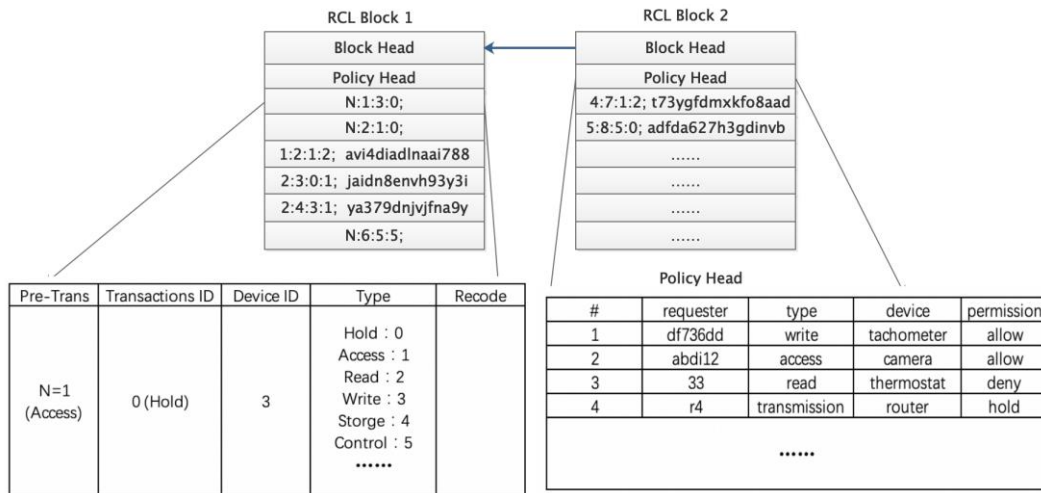 RCL Block 1
Block Head
Policy Head
N:1:3:0;
N:2:1:0;
1:2:1:2; avi4diadlnaai788
2:3:0:1; jaidn8envh93y3i
2:4:3:1; ya379dnjvjfna9y
N:6:5:5;
RCL Block 2
Block Head
Policy Head
4:7:1:2; t73ygfdmxkfo8aad
5:8:5:0; adfda627h3gdinvb
......
......
......
......
Pre-Trans Transactions ID Device ID Type Recode
N=1
(Access)
0 (Hold)
3
Hold : 0
Access : 1
Read : 2
Write : 3
Storge : 4
Control : 5
......
Policy Head
# requester type device permission
1 df736dd write tachometer allow
2 abdi12 access camera allow
3 33 read thermostat deny
4 r4 transmission router hold
......